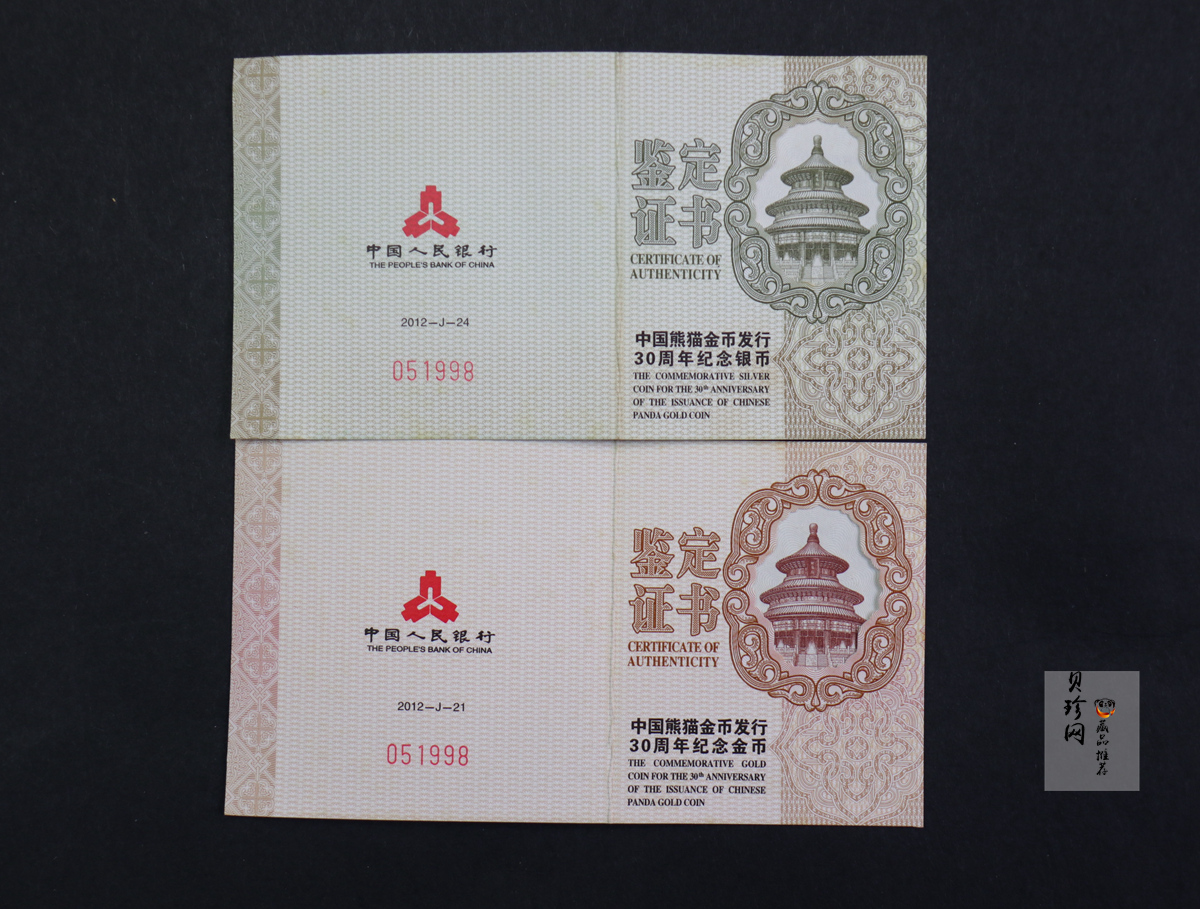 中国人民银行
THE PEOPLE'S BANK OF CHINA
2012-J-24
051998
鉴定
证书
CERTIFICATE OF
AUTHENTICITY
中国熊猫金币发行
30周年纪念银币
THE COMMEMORATIVE SILVER
COIN FOR THE 30th ANNIVERSARY
OF THE ISSUANCE OF CHINESE
PANDA GOLD COIN
中国人民银行
THE PEOPLE'S BANK OF CHINA
2012-J-21
051998
鉴定
证书
CERTIFICATE OF
AUTHENTICITY
中国熊猫金币发行
30周年纪念金币
THE COMMEMORATIVE GOLD
COIN FOR THE 30th ANNIVERSARY
OF THE ISSUANCE OF CHINESE
PANDA GOLD COIN
贝珍网
藏品推荐